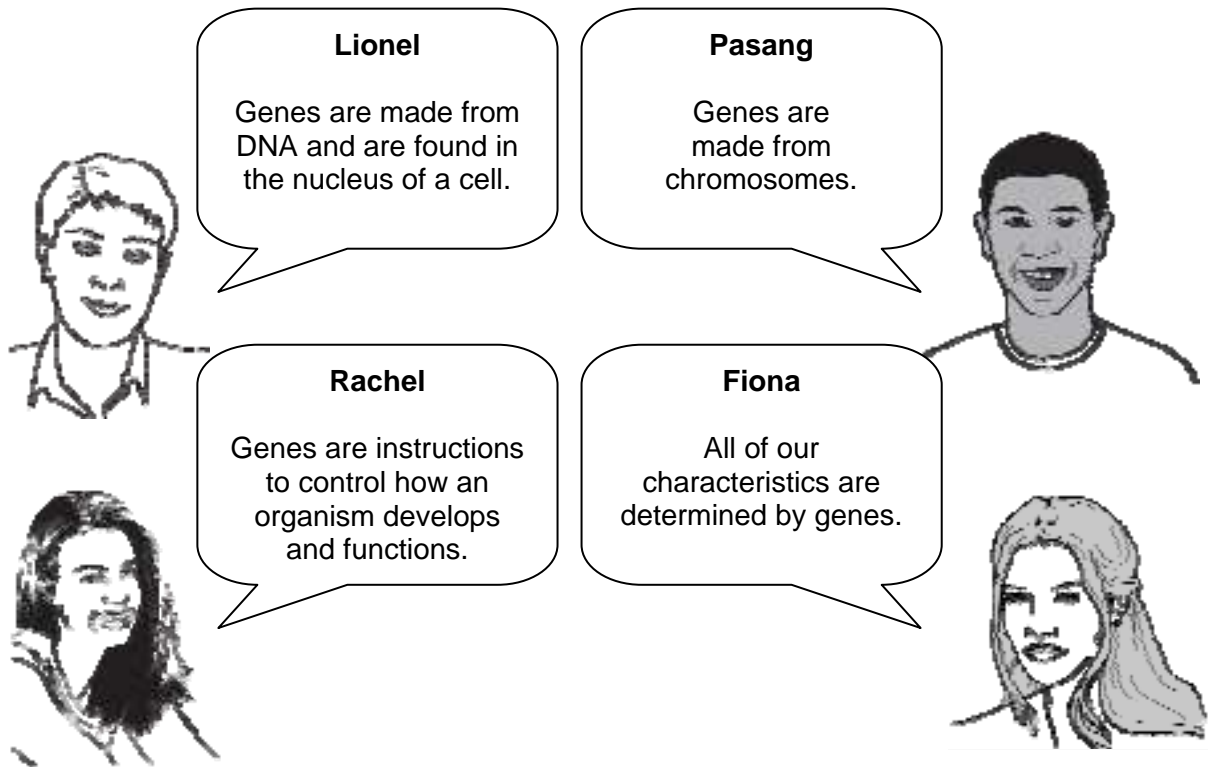 Lionel
Genes are made from
DNA and are found in
the nucleus of a cell.
Pasang
Genes are
made from
chromosomes.
Rachel
Genes are instructions
to control how an
organism develops
and functions.
Fiona
All of our
characteristics are
determined by genes.